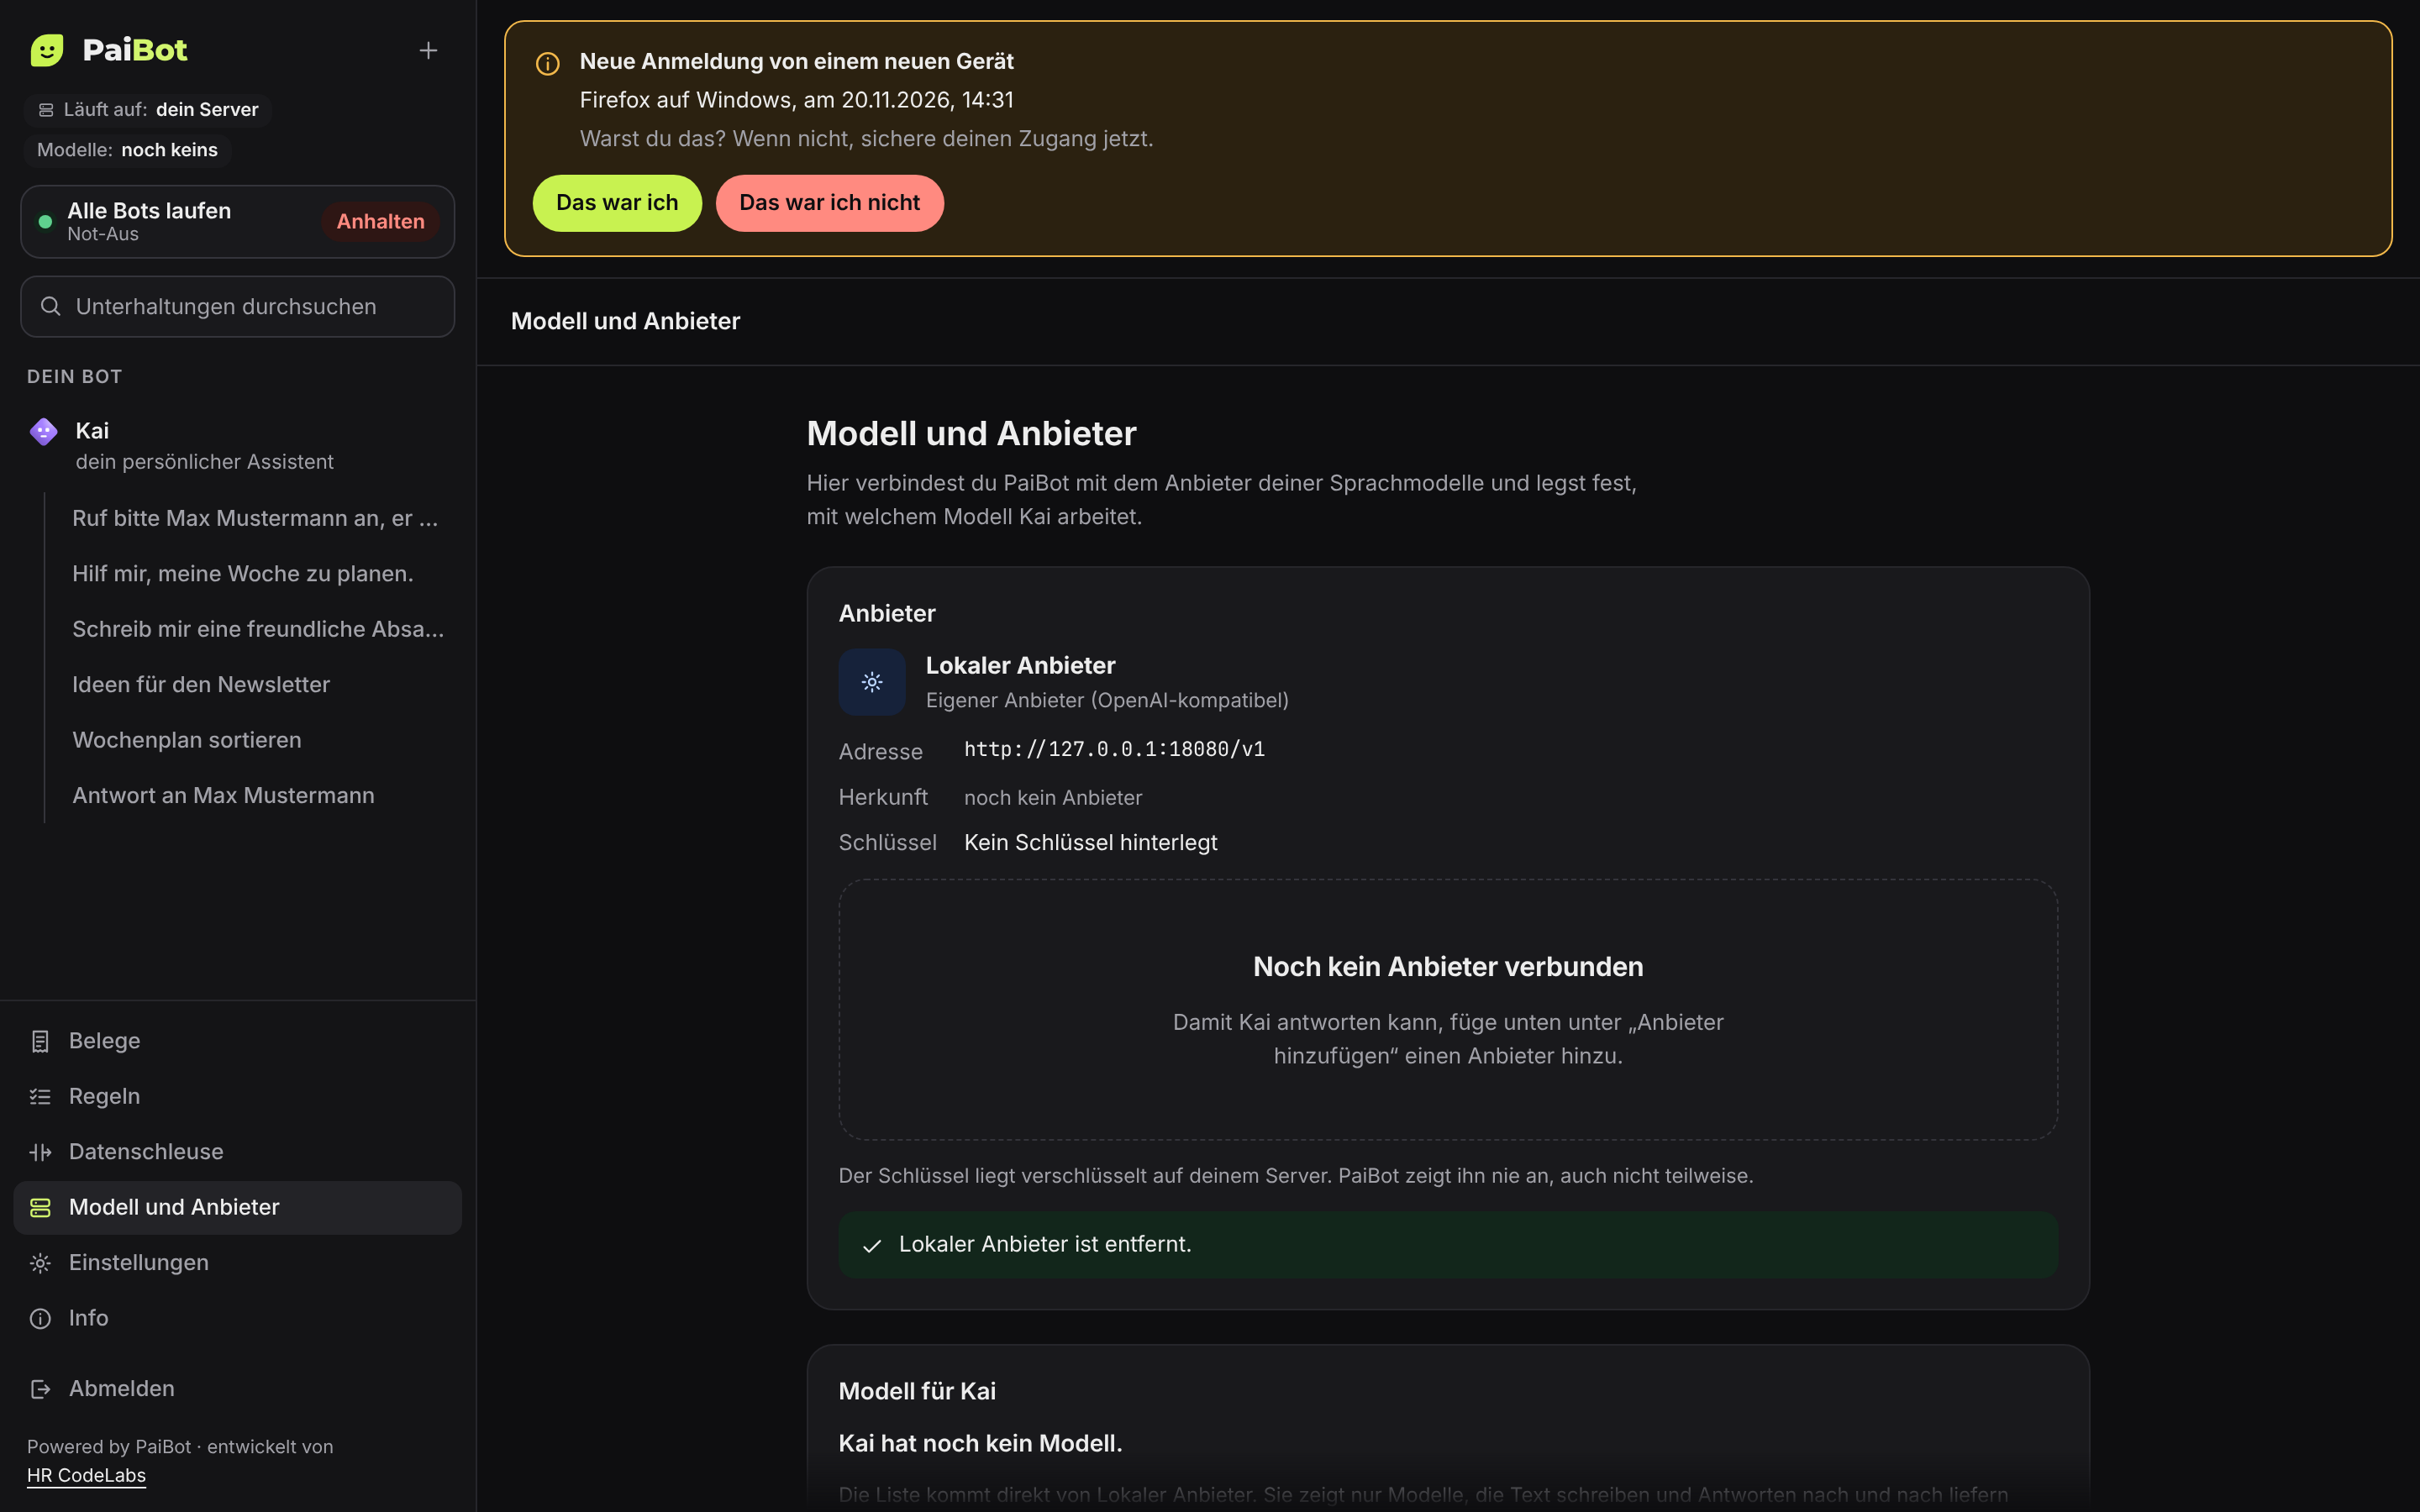 PaiBot
Läuft auf: dein Server
Modelle: noch keins
Alle Bots laufen
Not-Aus
Anhalten
Unterhaltungen durchsuchen
DEIN BOT
Kai
dein persönlicher Assistent
Ruf bitte Max Mustermann an, er ...
Hilf mir, meine Woche zu planen.
Schreib mir eine freundliche Absa...
Ideen für den Newsletter
Wochenplan sortieren
Antwort an Max Mustermann
Belege
Regeln
Datenschleuse
Modell und Anbieter
Einstellungen
Info
Abmelden
Powered by PaiBot · entwickelt von
HR CodeLabs
Neue Anmeldung von einem neuen Gerät
Firefox auf Windows, am 20.11.2026, 14:31
Warst du das? Wenn nicht, sichere deinen Zugang jetzt.
Das war ich
Das war ich nicht
Modell und Anbieter
Modell und Anbieter
Hier verbindest du PaiBot mit dem Anbieter deiner Sprachmodelle und legst fest,
mit welchem Modell Kai arbeitet.
Anbieter
Lokaler Anbieter
Eigener Anbieter (OpenAI-kompatibel)
Adresse http://127.0.0.1:18080/v1
Herkunft noch kein Anbieter
Schlüssel Kein Schlüssel hinterlegt
Noch kein Anbieter verbunden
Damit Kai antworten kann, füge unten unter „Anbieter
hinzufügen“ einen Anbieter hinzu.
Der Schlüssel liegt verschlüsselt auf deinem Server. PaiBot zeigt ihn nie an, auch nicht teilweise.
Lokaler Anbieter ist entfernt.
Modell für Kai
Kai hat noch kein Modell.
Die Liste kommt direkt von Lokaler Anbieter. Sie zeigt nur Modelle, die Text schreiben und Antworten nach und nach liefern